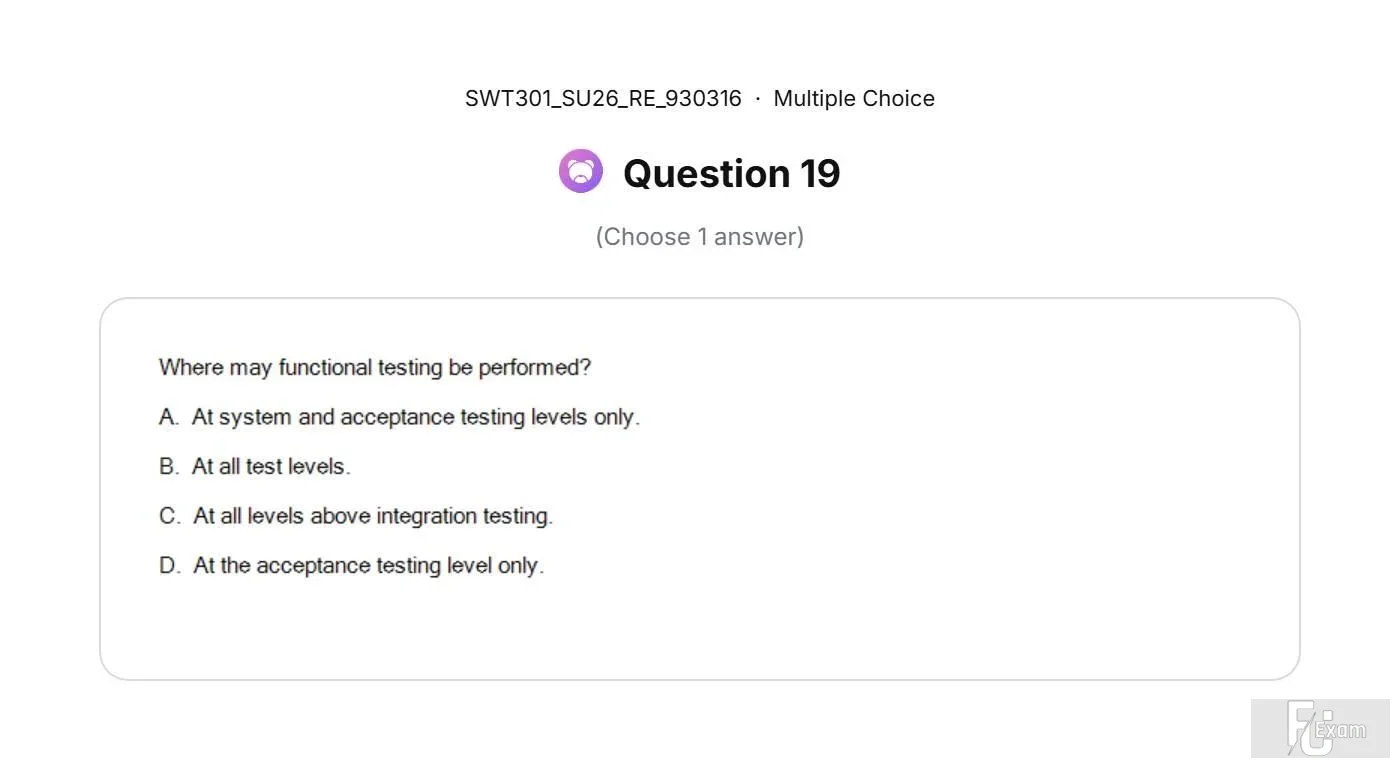 SWT301_SU26_RE_930316 · Multiple Choice
Question 19
(Choose 1 answer)
Where may functional testing be performed?
A. At system and acceptance testing levels only.
B. At all test levels.
C. At all levels above integration testing.
D. At the acceptance testing level only.
Exam